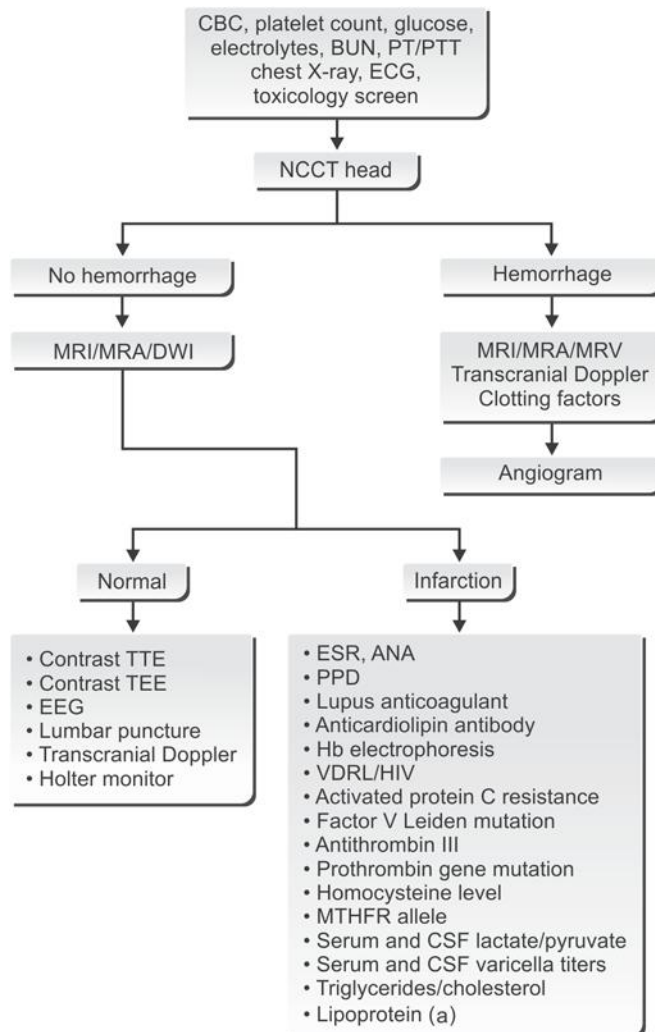 CBC, platelet count, glucose,
electrolytes, BUN, PT/PTT
chest X-ray, ECG,
toxicology screen
NCCT head
No hemorrhage
Hemorrhage
MRI/MRA/DWI
MRI/MRA/MRV
Transcranial Doppler
Clotting factors
Angiogram
Normal
Infarction
• Contrast TTE
• Contrast TEE
• EEG
• Lumbar puncture
• Transcranial Doppler
• Holter monitor
• ESR, ANA
• PPD
• Lupus anticoagulant
• Anticardiolipin antibody
• Hb electrophoresis
• VDRL/HIV
• Activated protein C resistance
• Factor V Leiden mutation
• Antithrombin III
• Prothrombin gene mutation
• Homocysteine level
• MTHFR allele
• Serum and CSF lactate/pyruvate
• Serum and CSF varicella titers
• Triglycerides/cholesterol
• Lipoprotein (a)